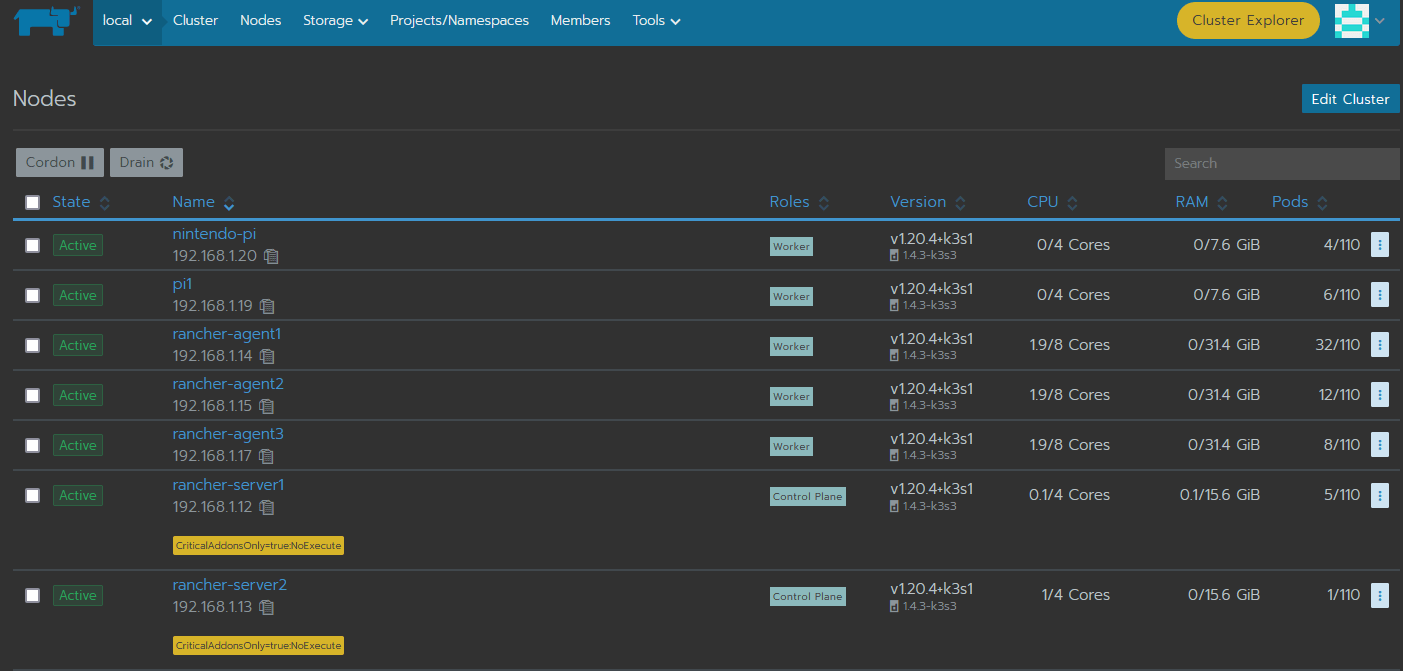 local Cluster Nodes Storage Projects/Namespaces Members Tools Cluster Explorer
Nodes Edit Cluster
Cordon Drain Search
State Name Roles Version CPU RAM Pods
Active nintendo-pi Worker v1.20.4+k3s1 0/4 Cores 0/7.6 GiB 4/110
192.168.1.20 1.4.3-k3s3
Active pi1 Worker v1.20.4+k3s1 0/4 Cores 0/7.6 GiB 6/110
192.168.1.19 1.4.3-k3s3
Active rancher-agent1 Worker v1.20.4+k3s1 1.9/8 Cores 0/31.4 GiB 32/110
192.168.1.14 1.4.3-k3s3
Active rancher-agent2 Worker v1.20.4+k3s1 1.9/8 Cores 0/31.4 GiB 12/110
192.168.1.15 1.4.3-k3s3
Active rancher-agent3 Worker v1.20.4+k3s1 1.9/8 Cores 0/31.4 GiB 8/110
192.168.1.17 1.4.3-k3s3
Active rancher-server1 Control Plane v1.20.4+k3s1 0.1/4 Cores 0.1/15.6 GiB 5/110
192.168.1.12 1.4.3-k3s3
CriticalAddonsOnly=true:NoExecute
Active rancher-server2 Control Plane v1.20.4+k3s1 1/4 Cores 0/15.6 GiB 1/110
192.168.1.13 1.4.3-k3s3
CriticalAddonsOnly=true:NoExecute